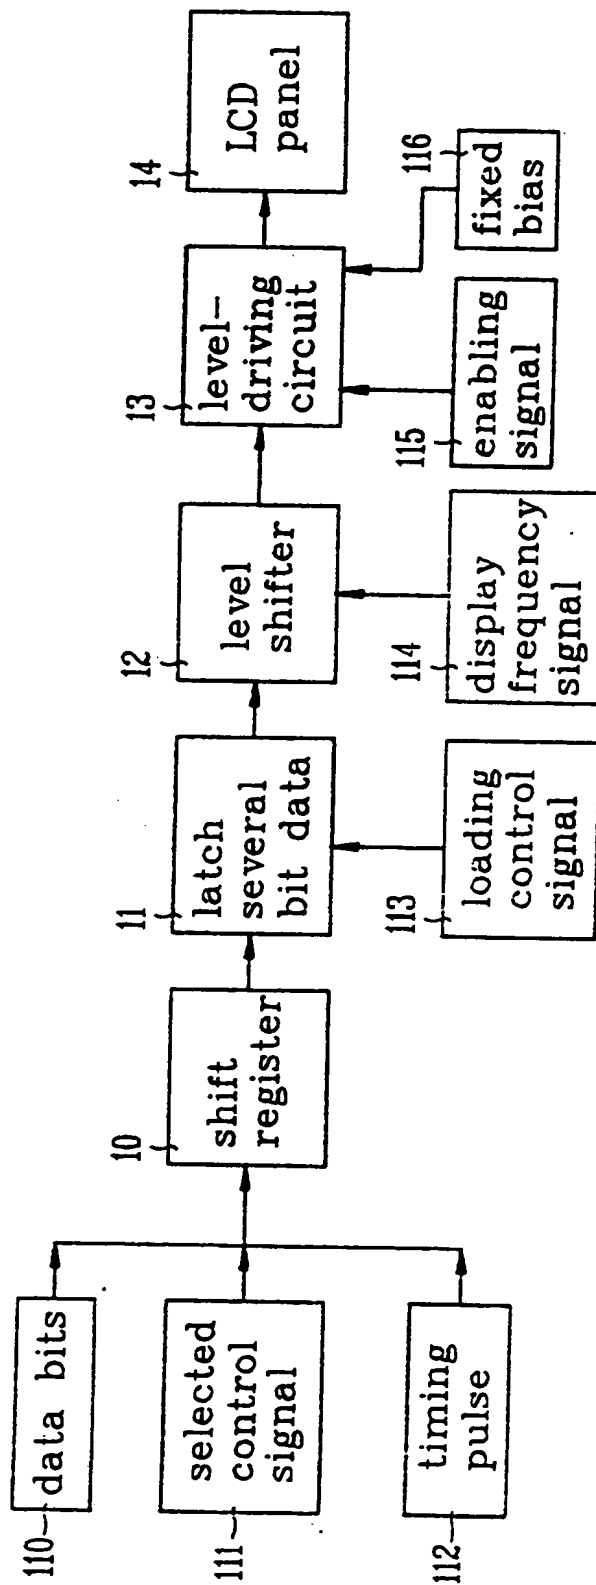 110
data bits
111
selected
control
signal
112
timing
pulse
10
shift
register
11
latch
several
bit data
113
loading
control
signal
12
level
shifter
114
display
frequency
signal
13
level-
driving
circuit
115
enabling
signal
116
fixed
bias
14
LCD
panel